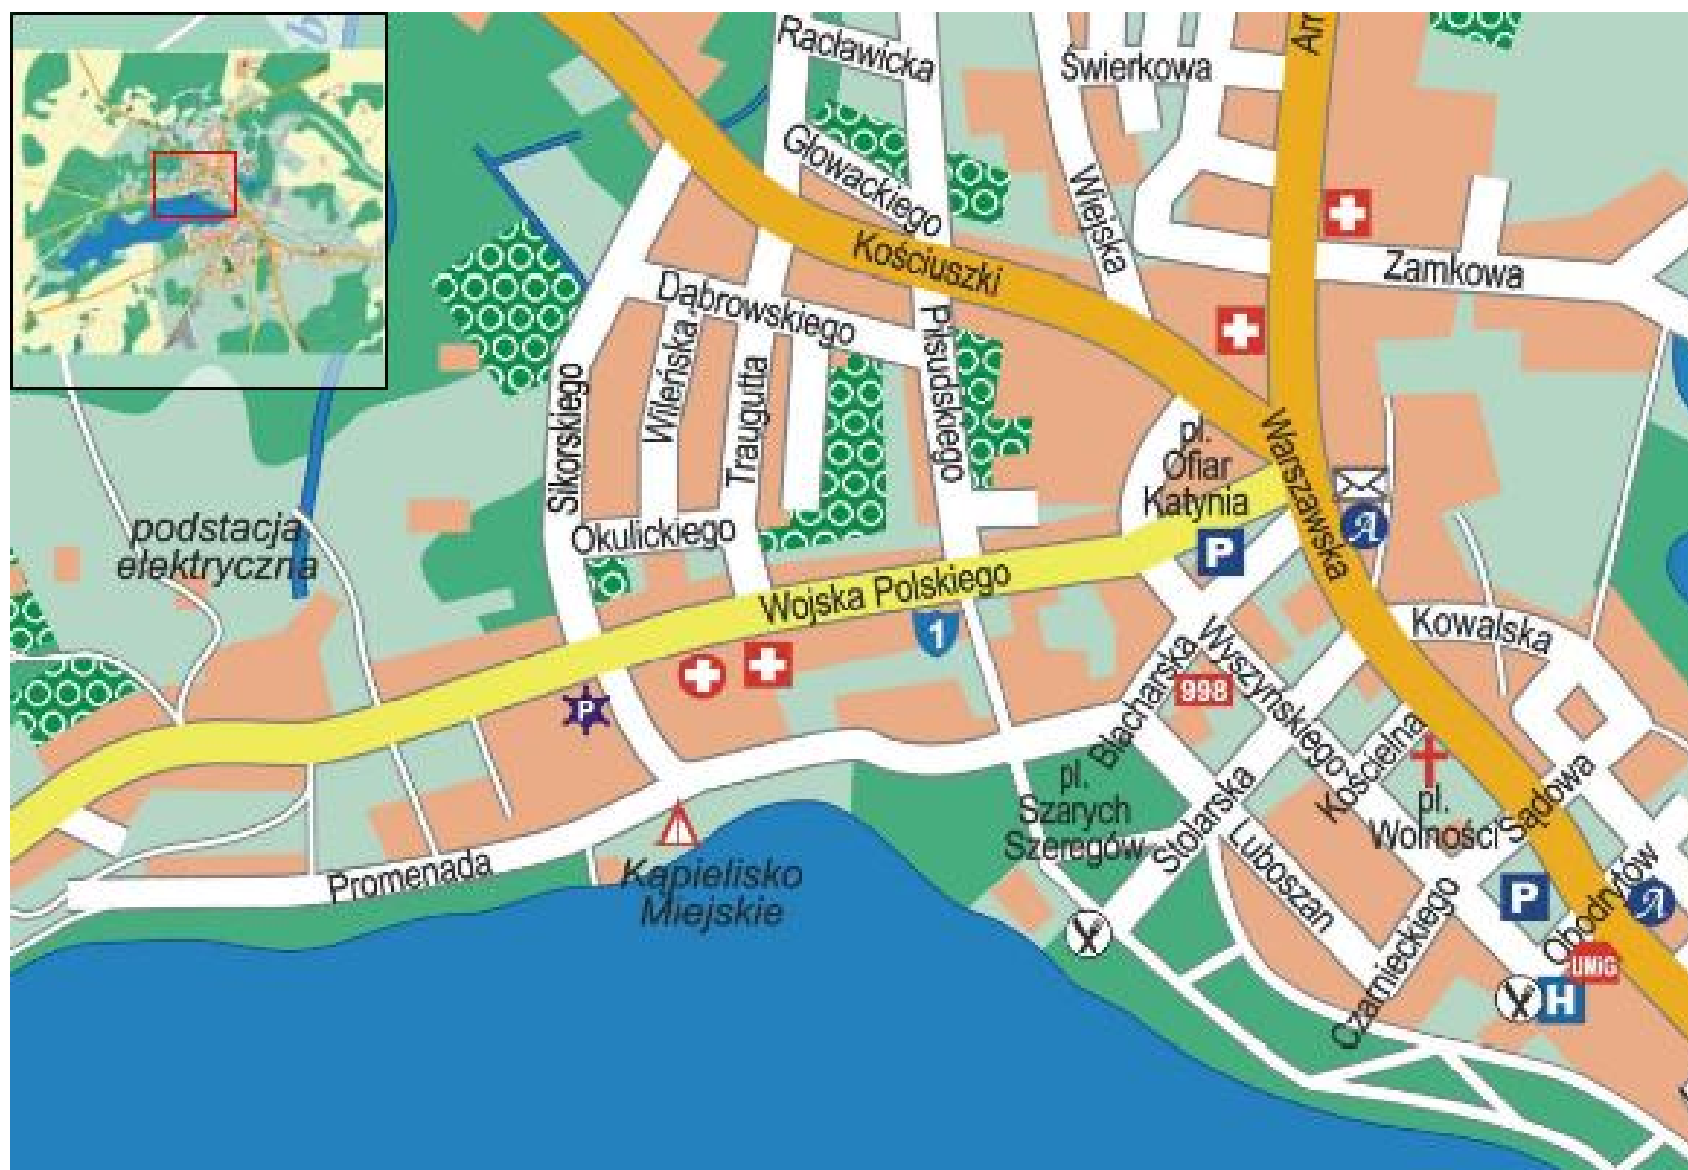 Racławicka
Świerkowa
Głowackiego
Wiejska
Kościuszki
Zamkowa
Dąbrowskiego
Piłsudskiego
Wileńska
Traugutta
Sikorskiego
pl.
Ofiar
Katynia
Warszawska
podstacja
elektryczna
Okulickiego
P
Wojska Polskiego
1
Kowalska
Wyszyńskiego
Blacharska
998
P
Kościelna
pl.
Szarych
Szeregów
Stolarska
pl.
Wolności
Sądowa
Luboszan
Promenada
Kąpielisko
Miejskie
Czarnieckiego
P
Obodrytów
UMiG
H